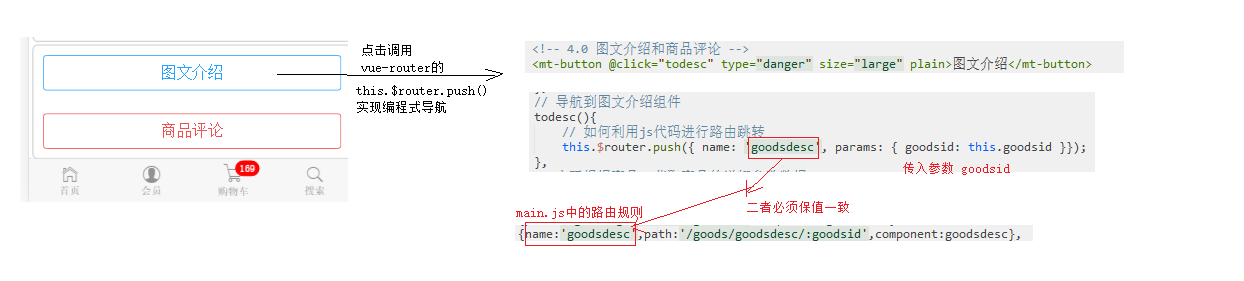 图文介绍
商品评论
首页
会员
169
购物车
搜索
点击调用
vue-router的
this.$router.push()
实现编程式导航
<!-- 4.0 图文介绍和商品评论 -->
<mt-button @click="todesc" type="danger" size="large" plain>图文介绍</mt-button>
// 导航到图文介绍组件
todesc(){
// 如何利用js代码进行路由跳转
this.$router.push({ name: 'goodsdesc', params: { goodsid: this.goodsid }});
},
传入参数 goodsid
二者必须保值一致
main.js中的路由规则
{name:'goodsdesc',path:'/goods/goodsdesc/:goodsid',component:goodsdesc},